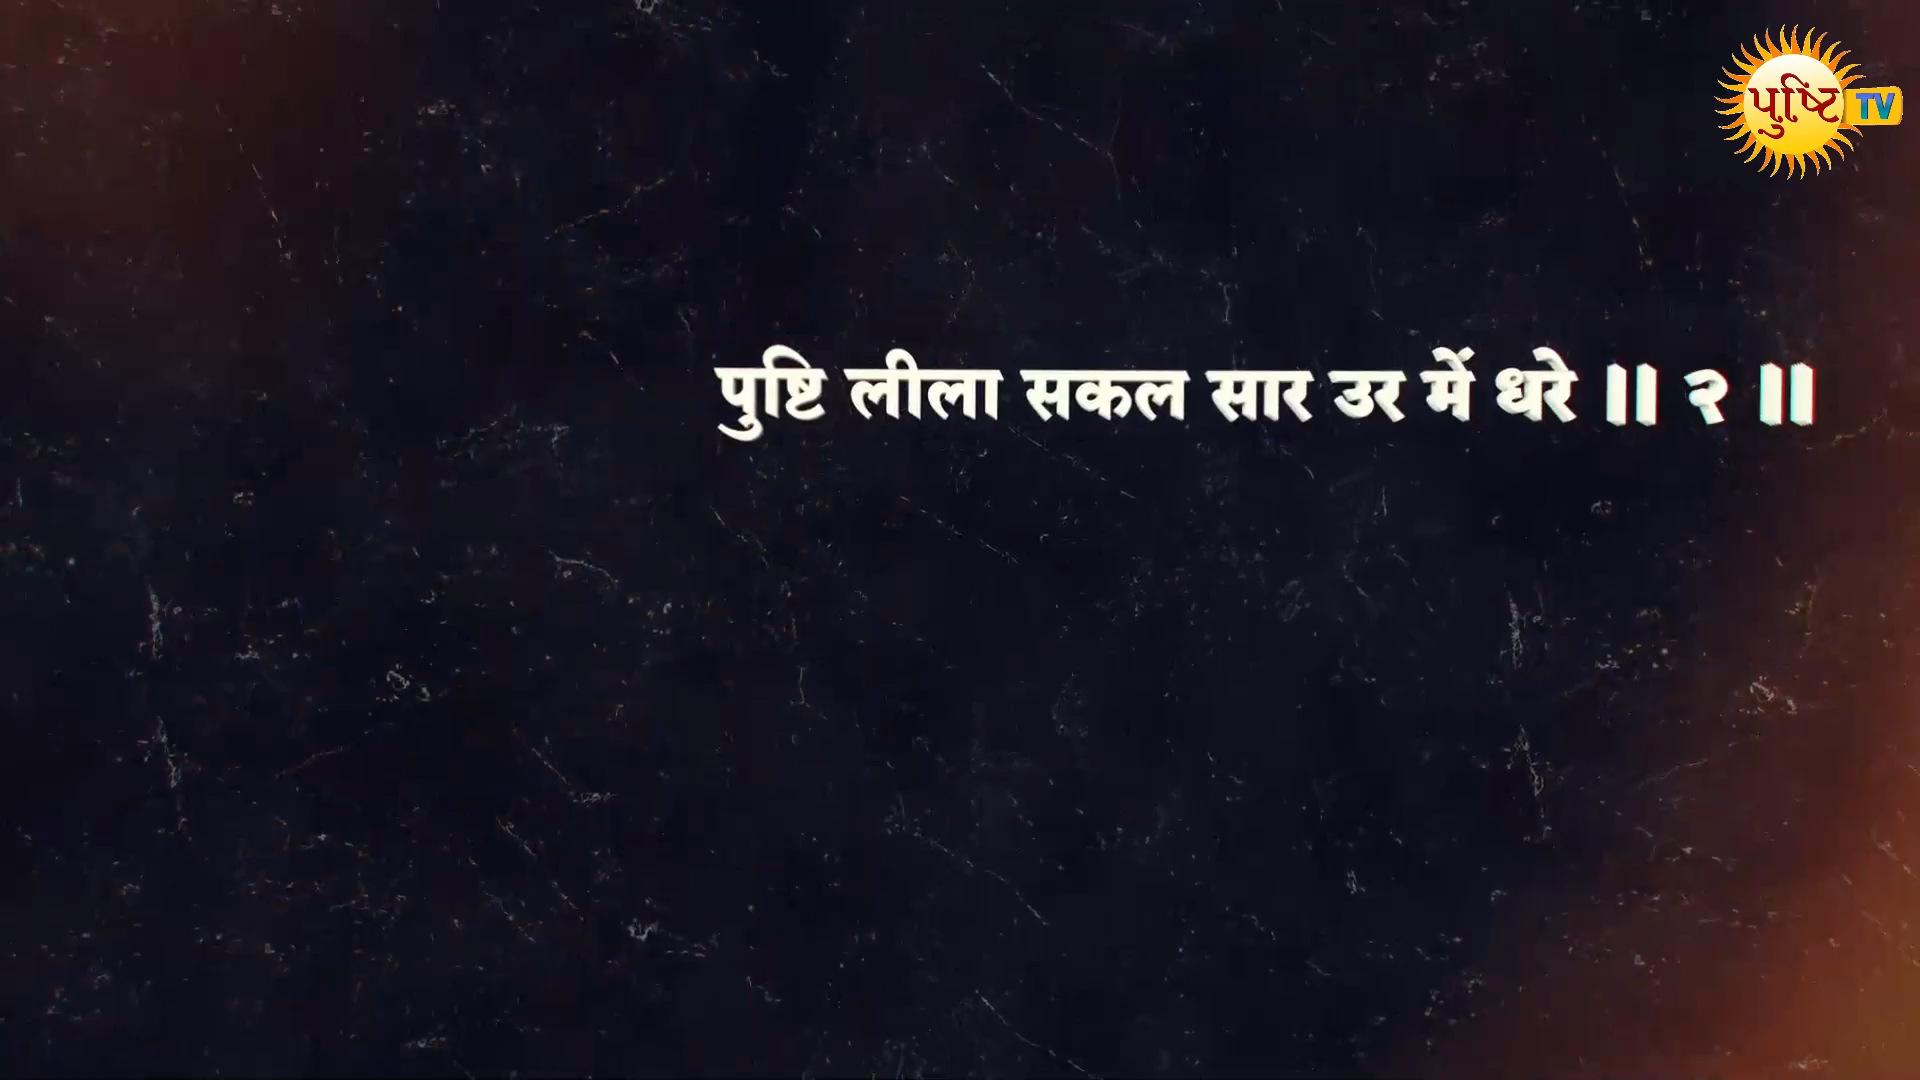 पुष्टि TV
पुष्टि लीला सकल सार उर में धरे || २ ||